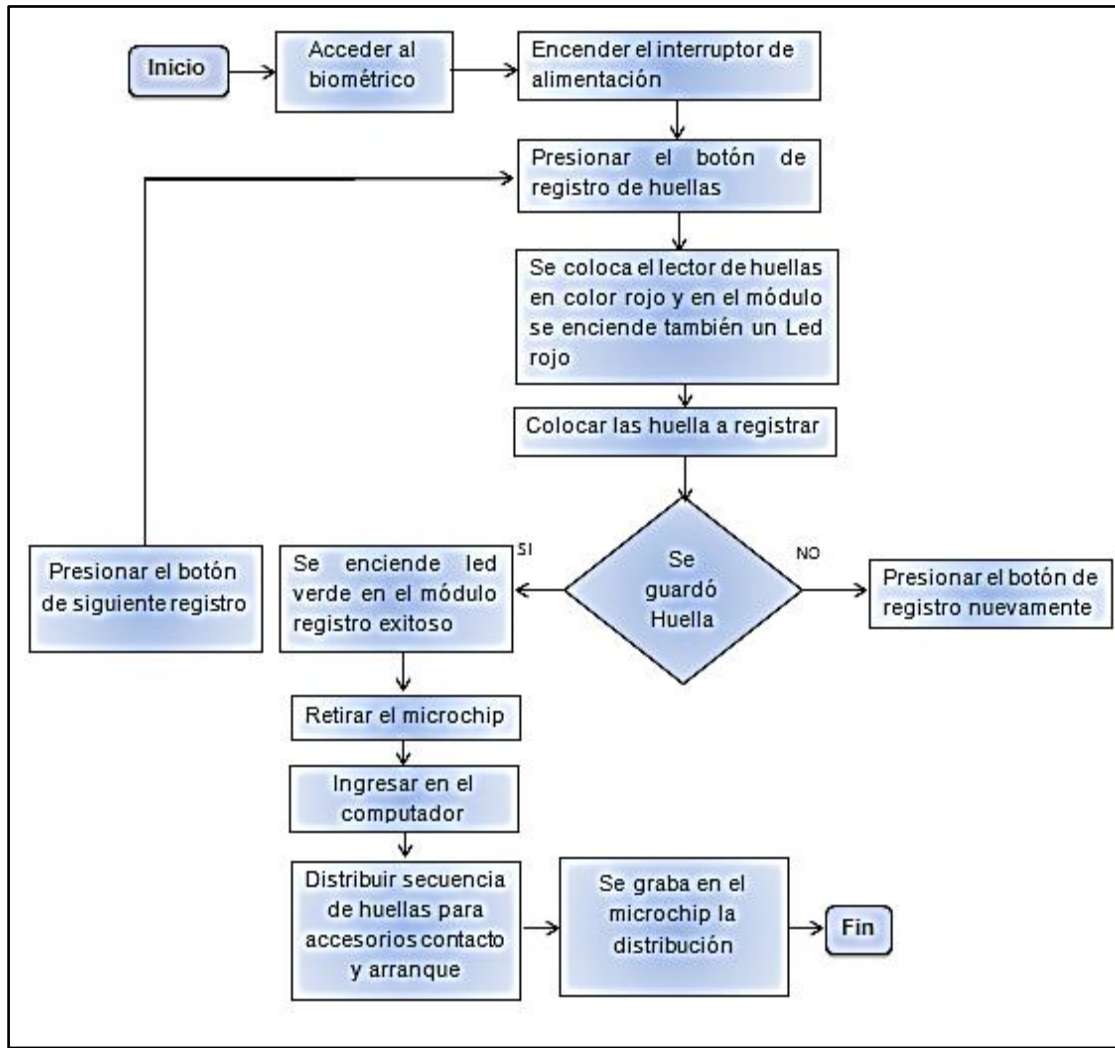 Inicio
Acceder al
biométrico
Encender el interruptor de
alimentación
Presionar el botón de
registro de huellas
Se coloca el lector de huellas
en color rojo y en el módulo
se enciende también un Led
rojo
Colocar las huella a registrar
Se
guardó
Huella
SI
NO
Presionar el botón de
registro nuevamente
Se enciende led
verde en el módulo
registro exitoso
Presionar el botón
de siguiente registro
Retirar el microchip
Ingresar en el
computador
Distribuir secuencia
de huellas para
accesorios contacto
y arranque
Se graba en el
microchip la
distribución
Fin